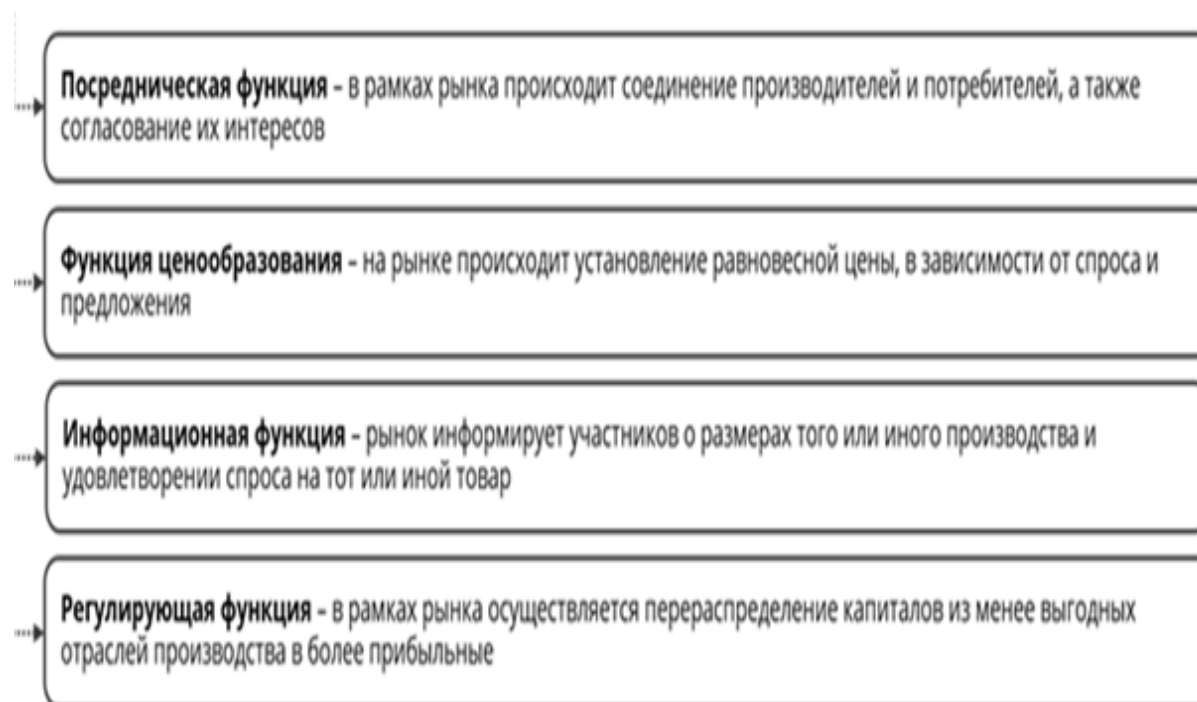 Посредническая функция – в рамках рынка происходит соединение производителей и потребителей, а также
согласование их интересов
Функция ценообразования – на рынке происходит установление равновесной цены, в зависимости от спроса и
предложения
Информационная функция – рынок информирует участников о размерах того или иного производства и
удовлетворении спроса на тот или иной товар
Регулирующая функция – в рамках рынка осуществляется перераспределение капиталов из менее выгодных
отраслей производства в более прибыльные